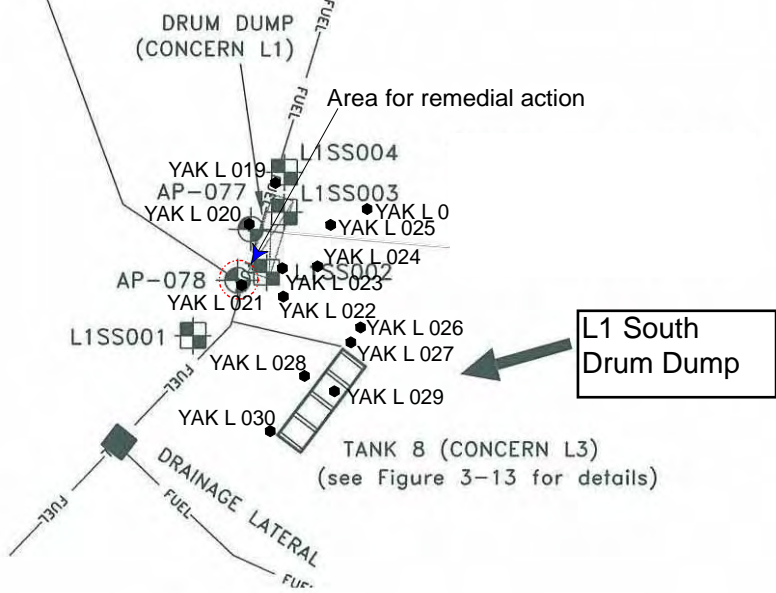 DRUM DUMP
(CONCERN L1)
FUEL
FUEL
Area for remedial action
L1SS004
YAK L 019
AP-077
L1SS003
YAK L 0
YAK L 020
YAK L 025
YAK L 024
L1SS002
AP-078
YAK L 023
YAK L 021
YAK L 022
YAK L 026
L1SS001
YAK L 027
L1 South
Drum Dump
YAK L 028
FUEL
YAK L 029
YAK L 030
TANK 8 (CONCERN L3)
(see Figure 3-13 for details)
DRAINAGE LATERAL
FUEL
FUEL
FUEL